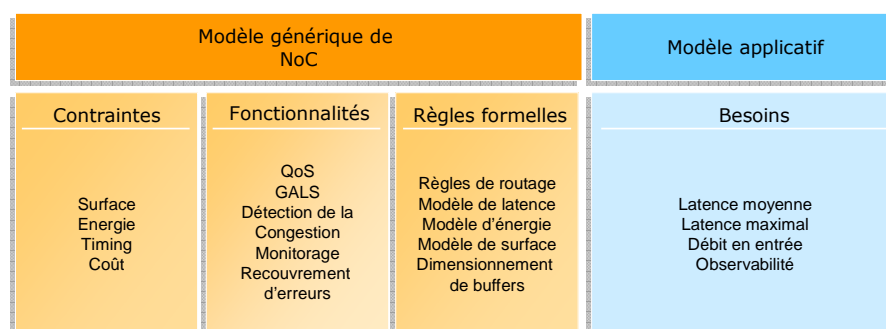 Modèle générique de
NoC
Modèle applicatif
Contraintes
Surface
Energie
Timing
Coût
Fonctionnalités
QoS
GALS
Détection de la
Congestion
Monitorage
Recouvrement
d'erreurs
Règles formelles
Règles de routage
Modèle de latence
Modèle d'énergie
Modèle de surface
Dimensionnement
de buffers
Besoins
Latence moyenne
Latence maximal
Débit en entrée
Observabilité